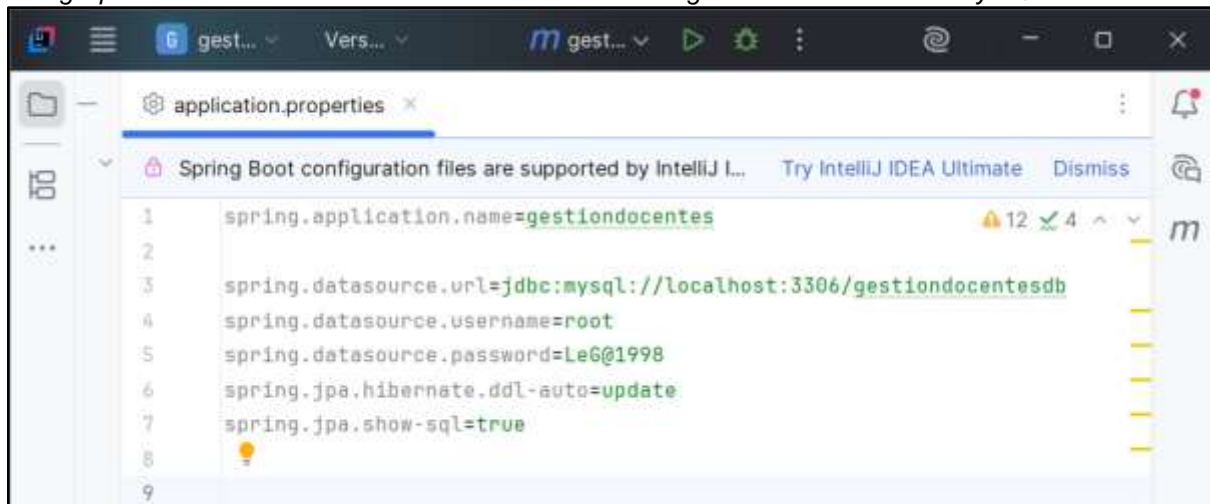 gest... Vers... m gest...
application.properties
Spring Boot configuration files are supported by IntelliJ I... Try IntelliJ IDEA Ultimate Dismiss
1 spring.application.name=gestiondocentes 12 4
2
3 spring.datasource.url=jdbc:mysql://localhost:3306/gestiondocentesdb
4 spring.datasource.username=root
5 spring.datasource.password=LeG@1998
6 spring.jpa.hibernate.ddl-auto=update
7 spring.jpa.show-sql=true
8
9